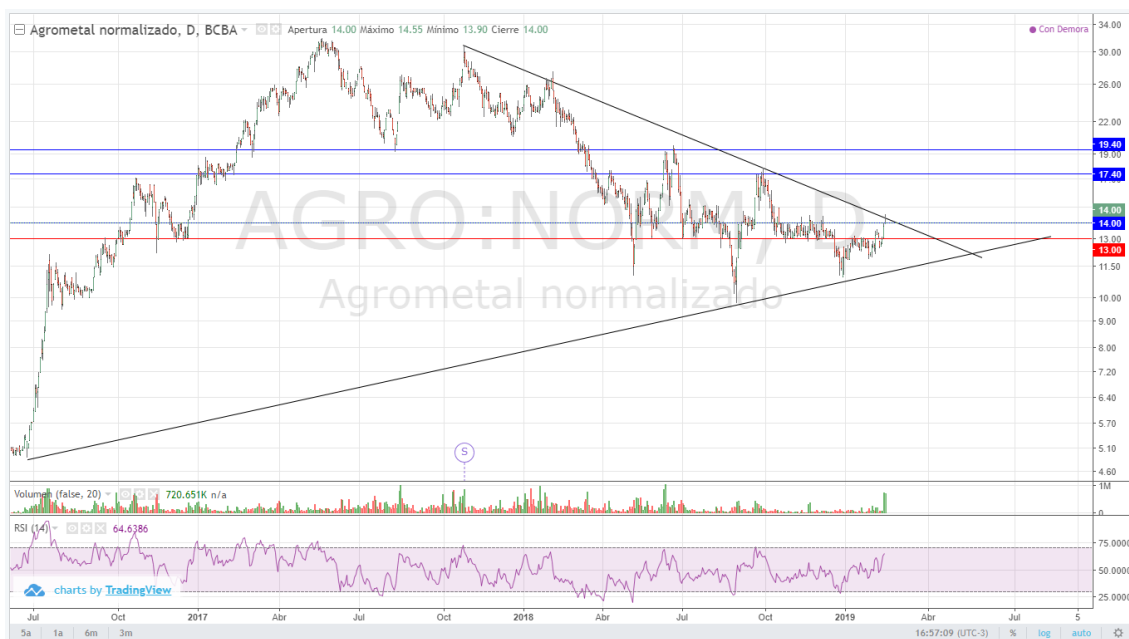 Agrometal normalizado, D, BCBA Apertura 14.00 Máximo 14.55 Mínimo 13.90 Cierre 14.00
Con Demora
AGRO:NORM, D
Agrometal normalizado
34.00
30.00
26.00
22.00
19.40
19.00
17.40
14.00
14.00
13.00
13.00
11.50
10.00
9.00
8.00
7.20
6.40
5.70
5.10
4.60
S
Volumen (false, 20) 720.651K n/a
1M
0
RSI (14) 64.6386
75.0000
50.0000
25.0000
charts by TradingView
Jul Oct 2017 Abr Jul Oct 2018 Abr Jul Oct 2019 Abr Jul 5
5a 1a 6m 3m 16:57:09 (UTC-3) % log auto